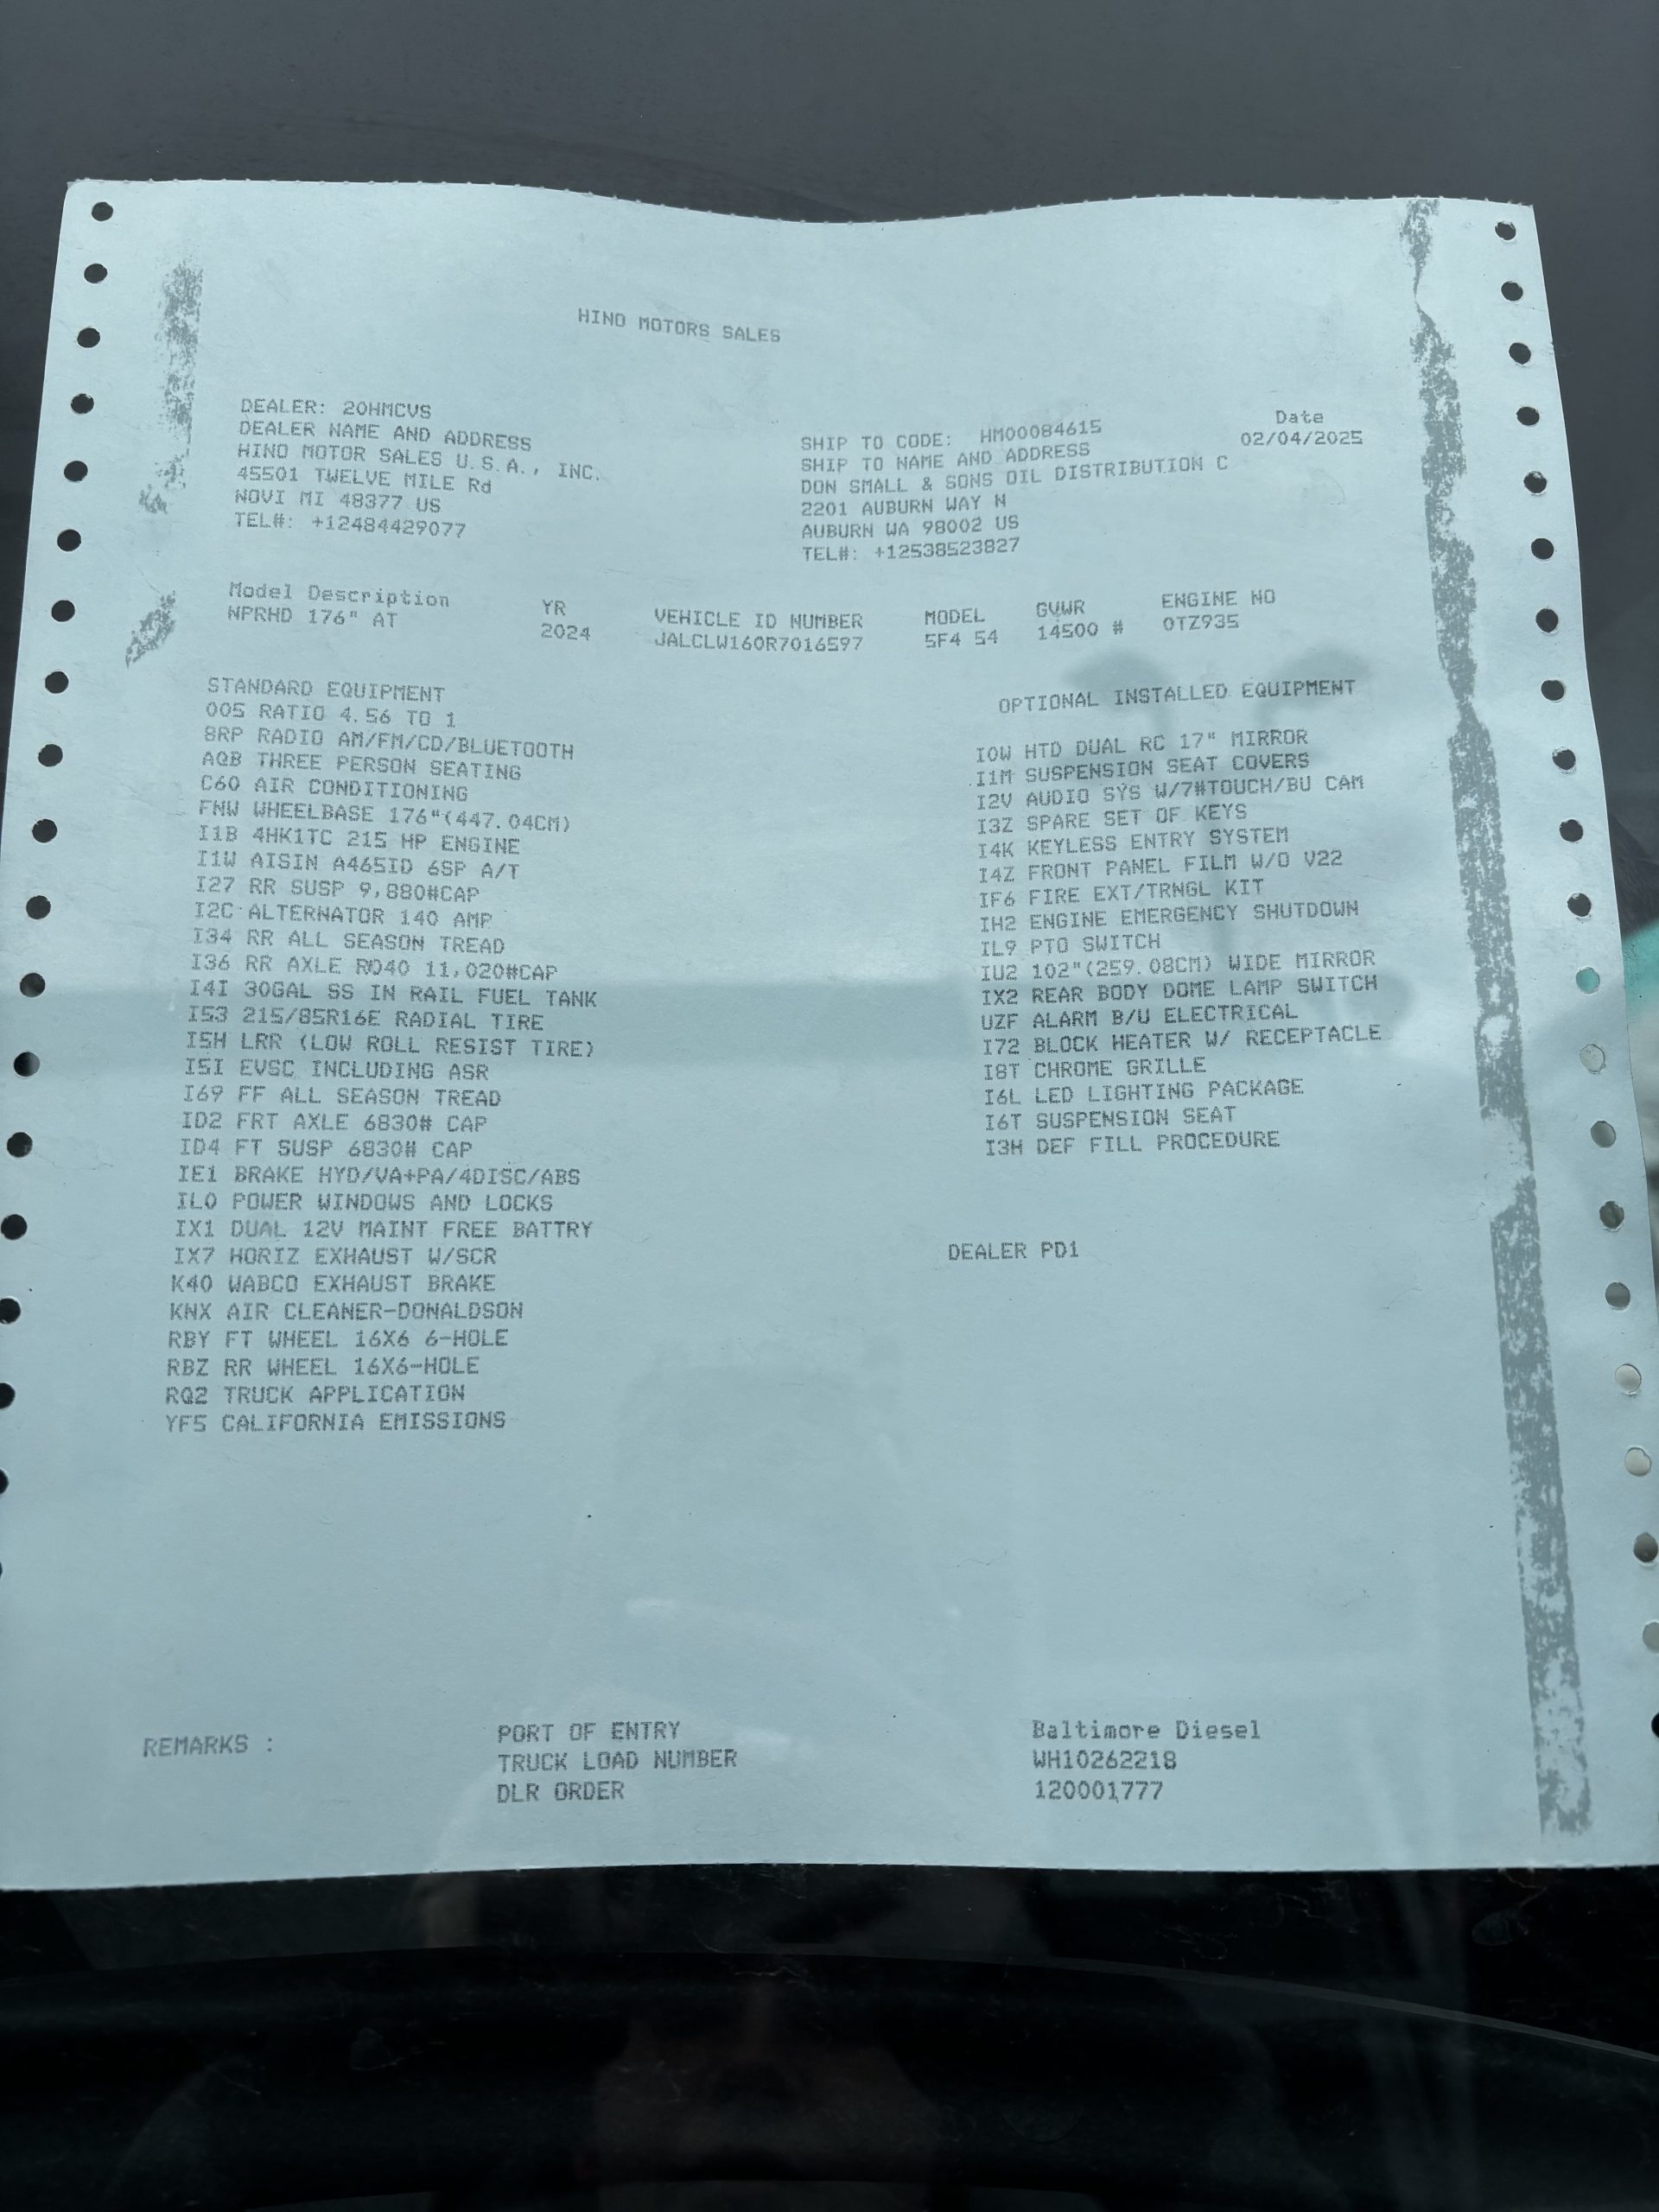 HINO MOTORS SALES
DEALER: 20HMCVS
DEALER NAME AND ADDRESS
HINO MOTOR SALES U.S.A., INC.
45501 TWELVE MILE Rd
NOVI MI 48377 US
TEL#: +12484429077
SHIP TO CODE: HM00084615
SHIP TO NAME AND ADDRESS
DON SMALL & SONS OIL DISTRIBUTION C
2201 AUBURN WAY N
AUBURN WA 98002 US
TEL#: +12538523827
Date
02/04/2025
Model Description YR VEHICLE ID NUMBER MODEL GVWR ENGINE NO
NPRHD 176" AT 2024 JALCLW160R7016597 5F4 54 14500 # 0TZ935
STANDARD EQUIPMENT
005 RATIO 4.56 TO 1
8RP RADIO AM/FM/CD/BLUETOOTH
AQB THREE PERSON SEATING
C60 AIR CONDITIONING
FNW WHEELBASE 176"(447.04CM)
I1B 4HK1TC 215 HP ENGINE
I1W AISIN A465ID 6SP A/T
I27 RR SUSP 9,880#CAP
I2C ALTERNATOR 140 AMP
I34 RR ALL SEASON TREAD
I36 RR AXLE R040 11,020#CAP
I4I 30GAL SS IN RAIL FUEL TANK
I53 215/85R16E RADIAL TIRE
I5H LRR (LOW ROLL RESIST TIRE)
I5I EVSC INCLUDING ASR
I69 FF ALL SEASON TREAD
ID2 FRT AXLE 6830# CAP
ID4 FT SUSP 6830# CAP
IE1 BRAKE HYD/VA+PA/4DISC/ABS
IL0 POWER WINDOWS AND LOCKS
IX1 DUAL 12V MAINT FREE BATTRY
IX7 HORIZ EXHAUST W/SCR
K40 WABCO EXHAUST BRAKE
KNX AIR CLEANER-DONALDSON
RBY FT WHEEL 16X6 6-HOLE
RBZ RR WHEEL 16X6-HOLE
RQ2 TRUCK APPLICATION
YF5 CALIFORNIA EMISSIONS
OPTIONAL INSTALLED EQUIPMENT
I0W HTD DUAL RC 17" MIRROR
I1M SUSPENSION SEAT COVERS
I2V AUDIO SYS W/7#TOUCH/BU CAM
I3Z SPARE SET OF KEYS
I4K KEYLESS ENTRY SYSTEM
I4Z FRONT PANEL FILM W/O V22
IF6 FIRE EXT/TRNGL KIT
IH2 ENGINE EMERGENCY SHUTDOWN
IL9 PTO SWITCH
IU2 102"(259.08CM) WIDE MIRROR
IX2 REAR BODY DOME LAMP SWITCH
UZF ALARM B/U ELECTRICAL
I72 BLOCK HEATER W/ RECEPTACLE
I8T CHROME GRILLE
I6L LED LIGHTING PACKAGE
I6T SUSPENSION SEAT
I3H DEF FILL PROCEDURE
DEALER PD1
REMARKS : PORT OF ENTRY Baltimore Diesel
TRUCK LOAD NUMBER WH10262218
DLR ORDER 120001777